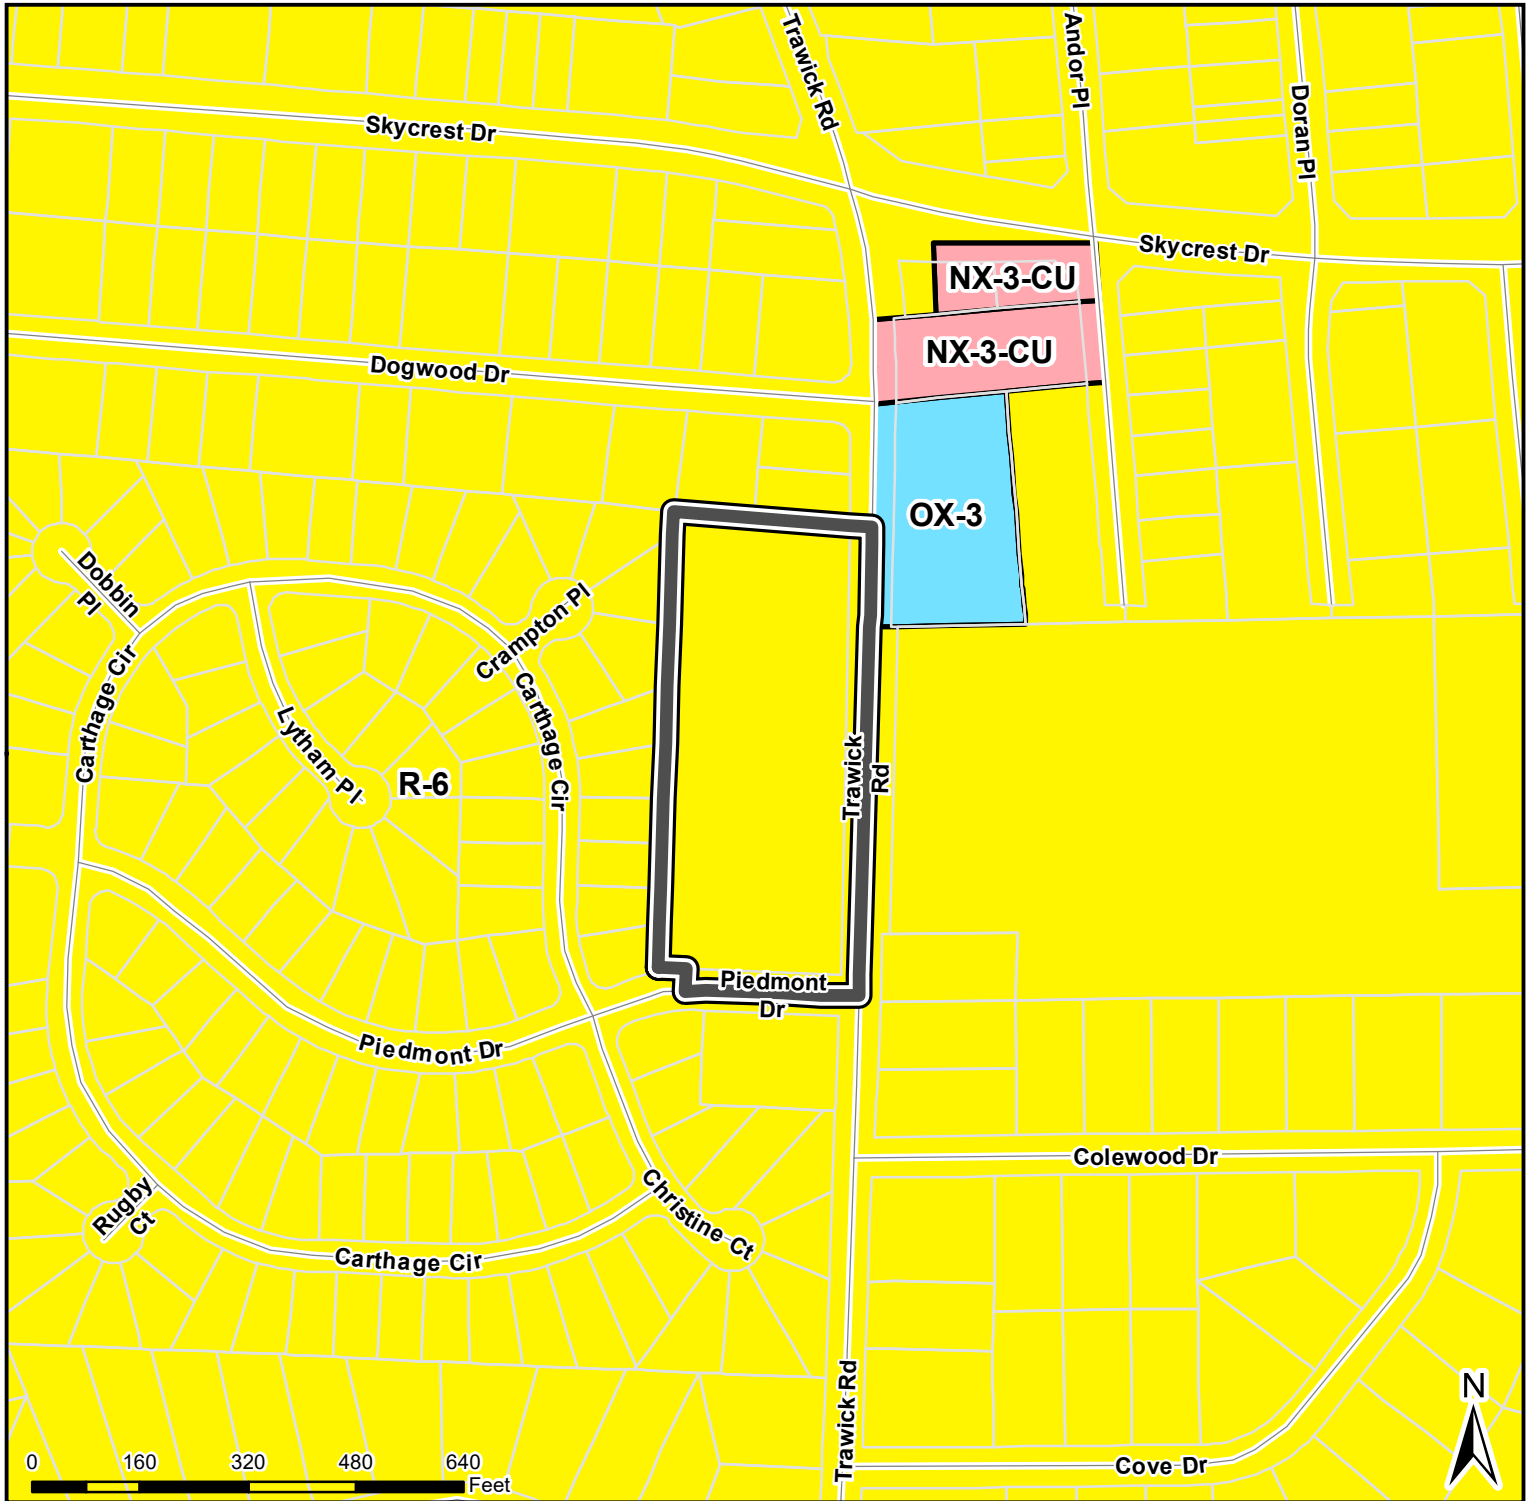 Trawick Rd
Andor Pl
Doran Pl
Skycrest Dr
Skycrest Dr
NX-3-CU
NX-3-CU
Dogwood Dr
OX-3
Dobbin
Pl
Crampton Pl
Carthage Cir
Carthage Cir
Lytham Pl
R-6
Trawick
Rd
Piedmont
Dr
Piedmont Dr
Colewood Dr
Christine Ct
Rugby
Ct
Carthage Cir
Trawick Rd
Cove Dr
N
0 160 320 480 640
Feet